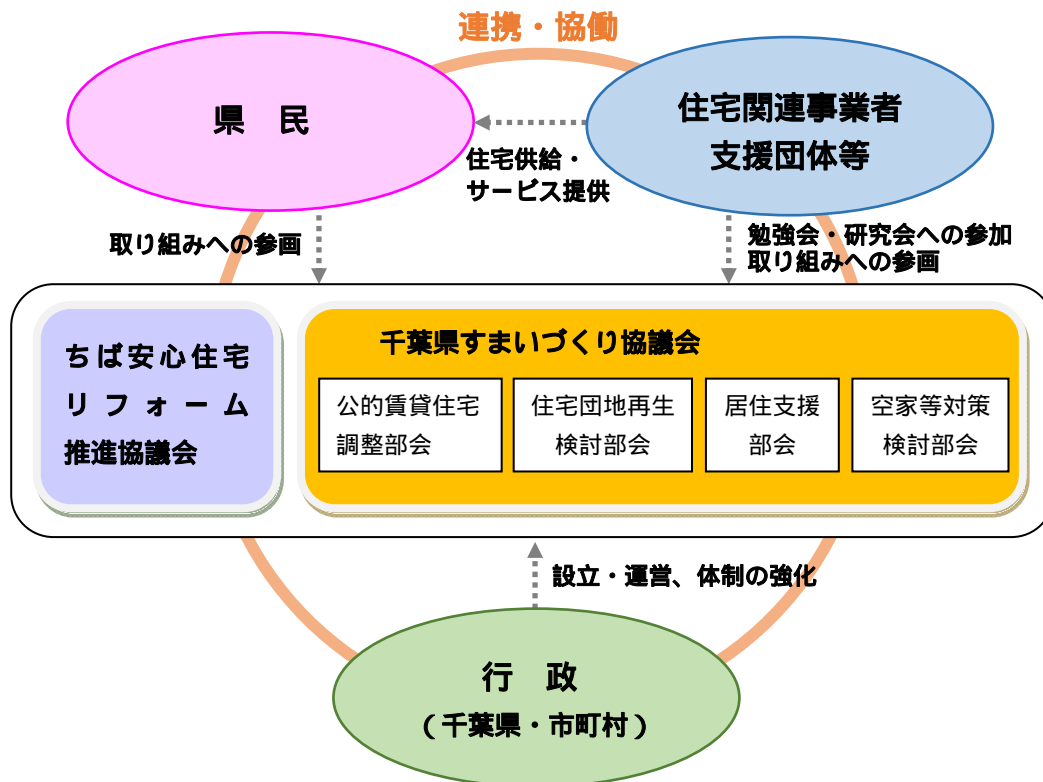 連携・協働
県　民
住宅関連事業者
支援団体等
住宅供給・
サービス提供
取り組みへの参画
勉強会・研究会への参加
取り組みへの参画
ちば安心住宅
リフォーム
推進協議会
千葉県すまいづくり協議会
公的賃貸住宅
調整部会
住宅団地再生
検討部会
居住支援
部会
空家等対策
検討部会
設立・運営、体制の強化
行　政
（千葉県・市町村）